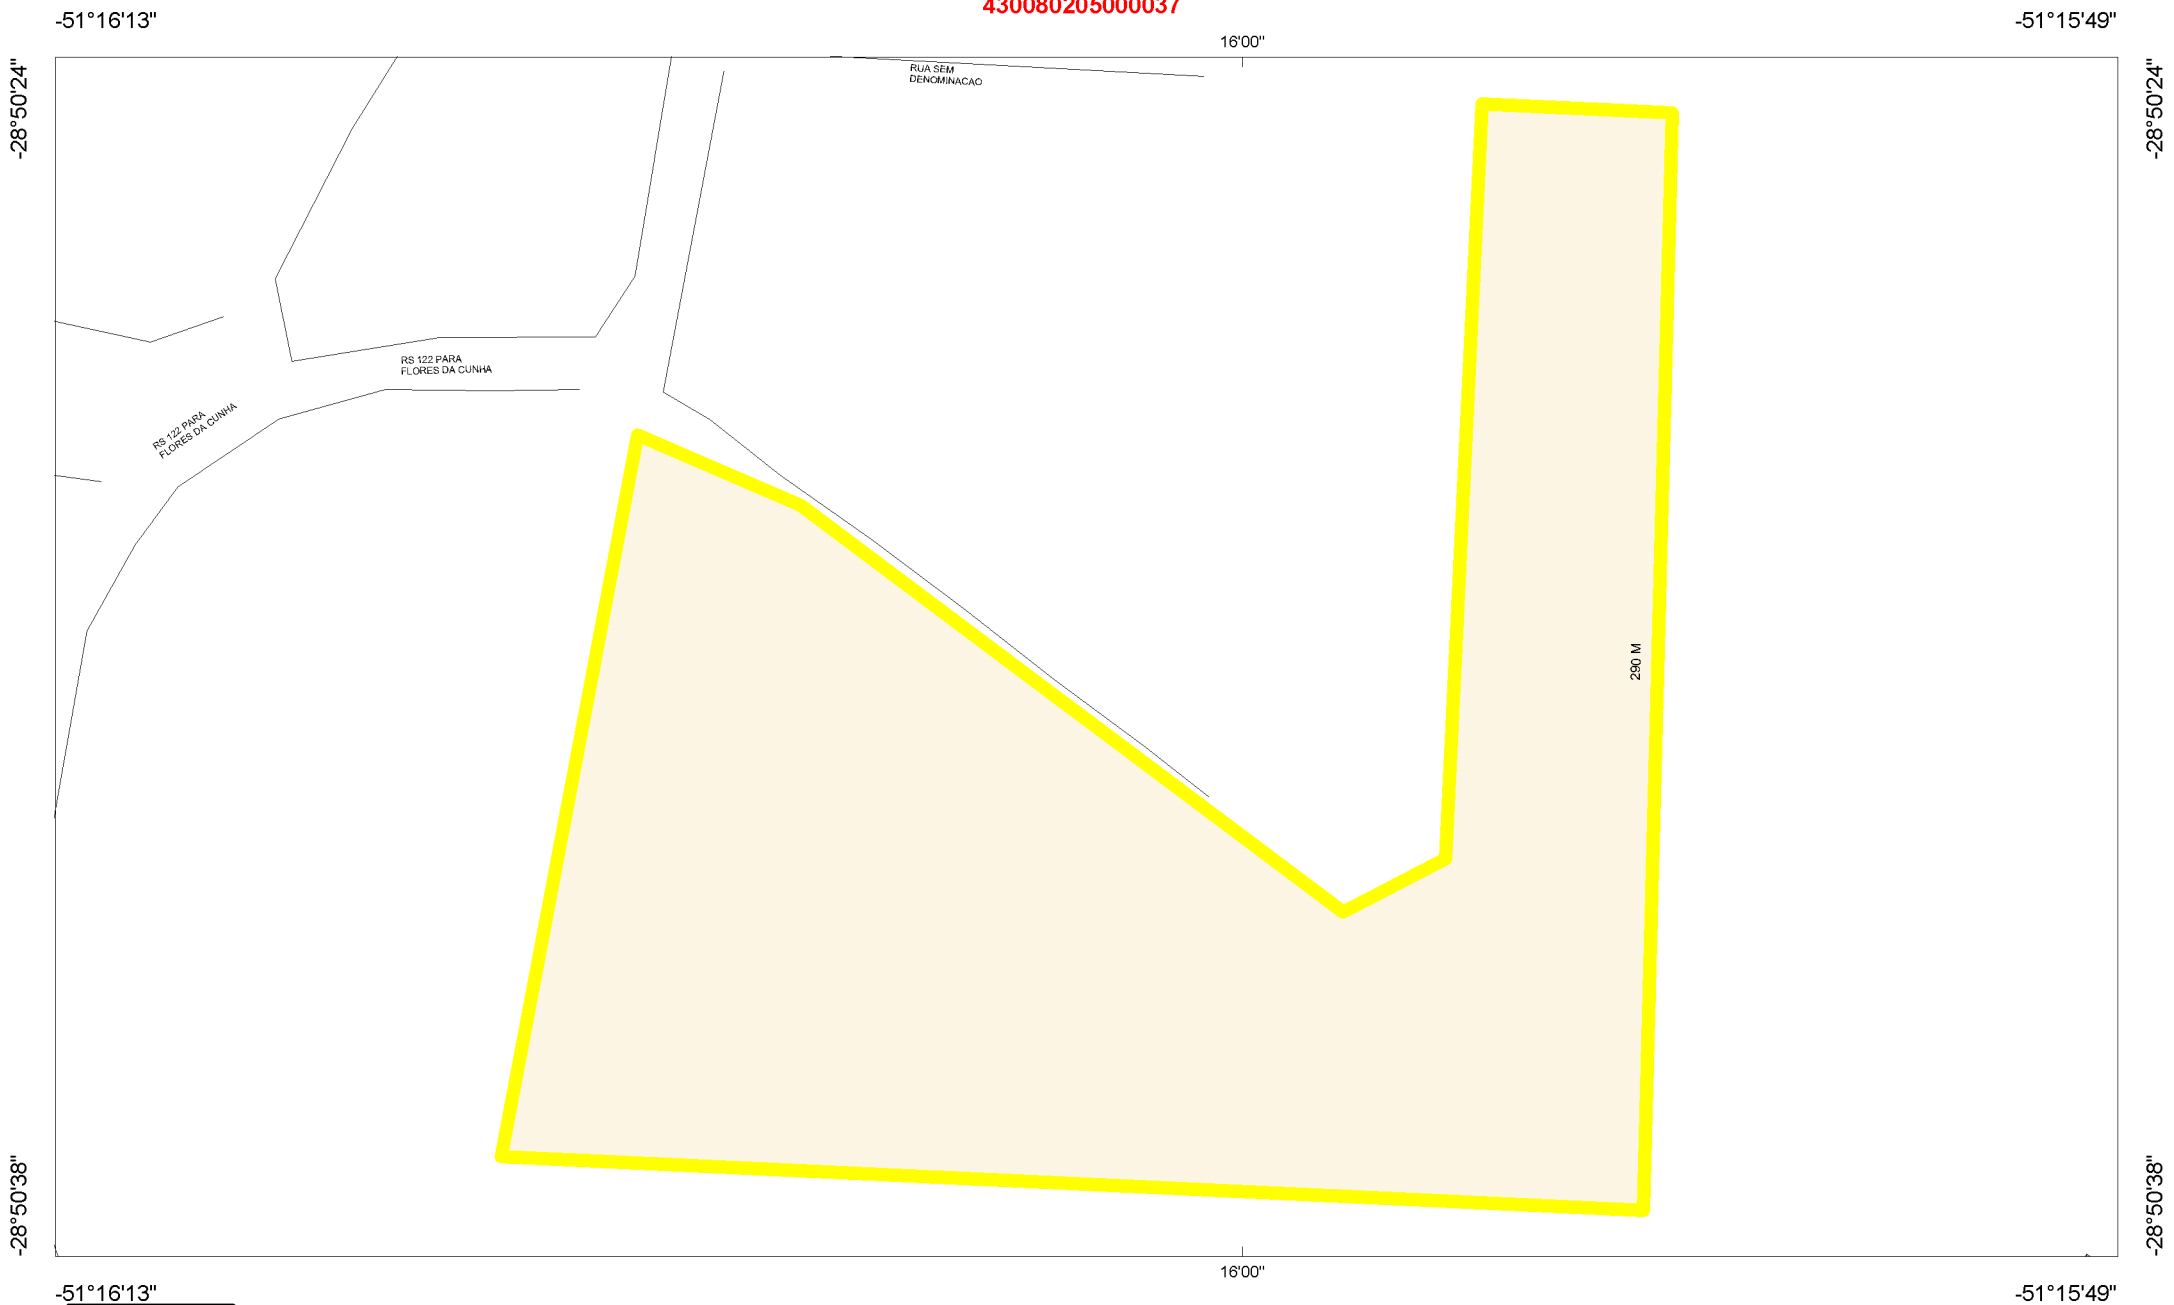 430080205000037
-51°16'13"
-51°15'49"
16'00"
-28°50'24"
-28°50'24"
RUA SEM
DENOMINACAO
RS 122 PARA
FLORES DA CUNHA
RS 122 PARA
FLORES DA CUNHA
290 M
-28°50'38"
-28°50'38"
16'00"
-51°16'13"
-51°15'49"